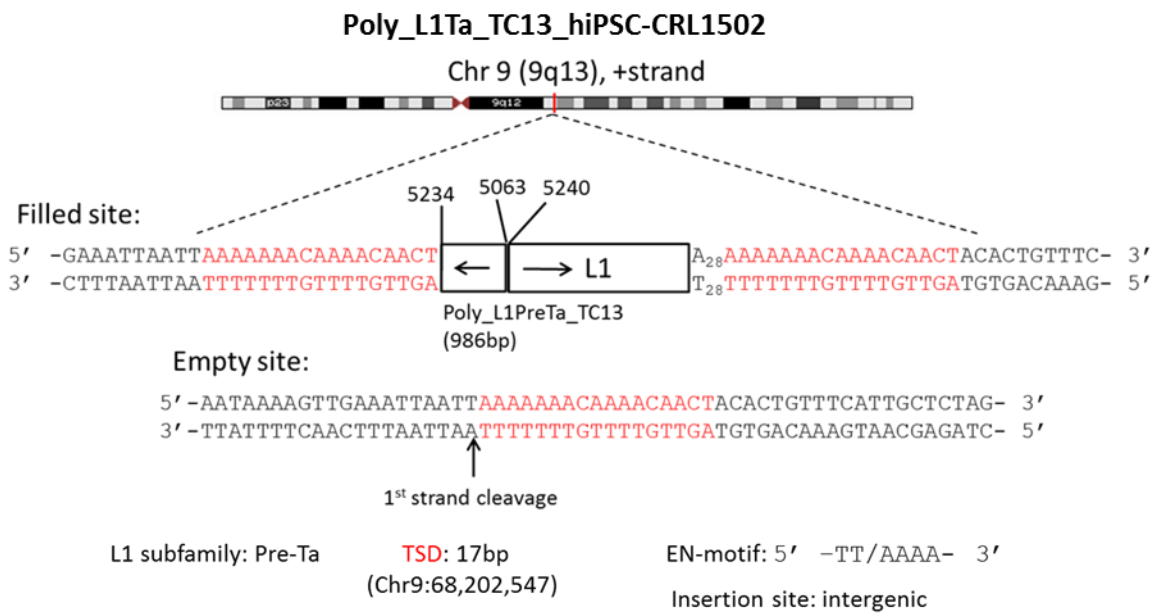 Poly_L1Ta_TC13_hiPSC-CRL1502
Chr 9 (9q13), +strand
p23 9q12
5234 5063 5240
Filled site:
5′ -GAAATTAATTAAAAAAACAAAACAACT ← → L1 A28AAAAAAACAAAACAACTACACTGTTTC- 3′
3′ -CTTTAATTAATTTTTTTGTTTTGTTGA T28TTTTTTTGTTTTGTTGATGTGACAAAG- 5′
Poly_L1PreTa_TC13
(986bp)
Empty site:
5′-AATAAAAGTTGAAATTAATTAAAAAAACAAAACAACTACACTGTTTCATTGCTCTAG- 3′
3′-TTATTTTCAACTTTAATTAATTTTTTTGTTTTGTTGATGTGACAAAGTAACGAGATC- 5′
1st strand cleavage
L1 subfamily: Pre-Ta TSD: 17bp EN-motif: 5′ -TT/AAAA- 3′
(Chr9:68,202,547)
Insertion site: intergenic